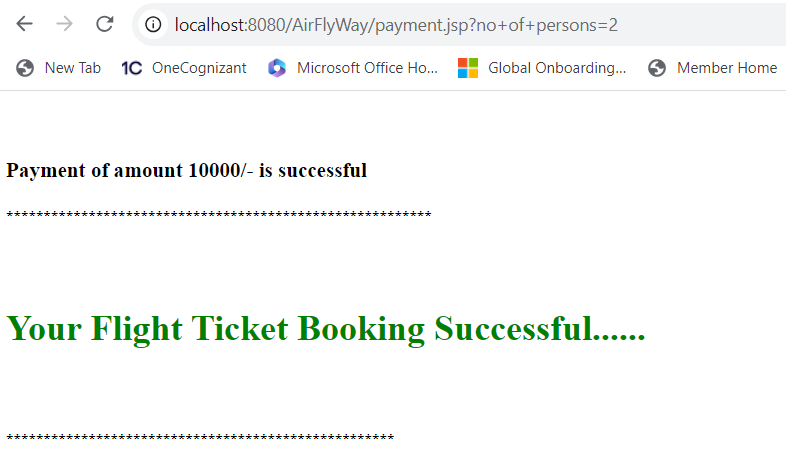 localhost:8080/AirFlyWay/payment.jsp?no+of+persons=2
New Tab 1C OneCognizant Microsoft Office Ho... Global Onboarding... Member Home
Payment of amount 10000/- is successful
*********************************************************
Your Flight Ticket Booking Successful......
****************************************************